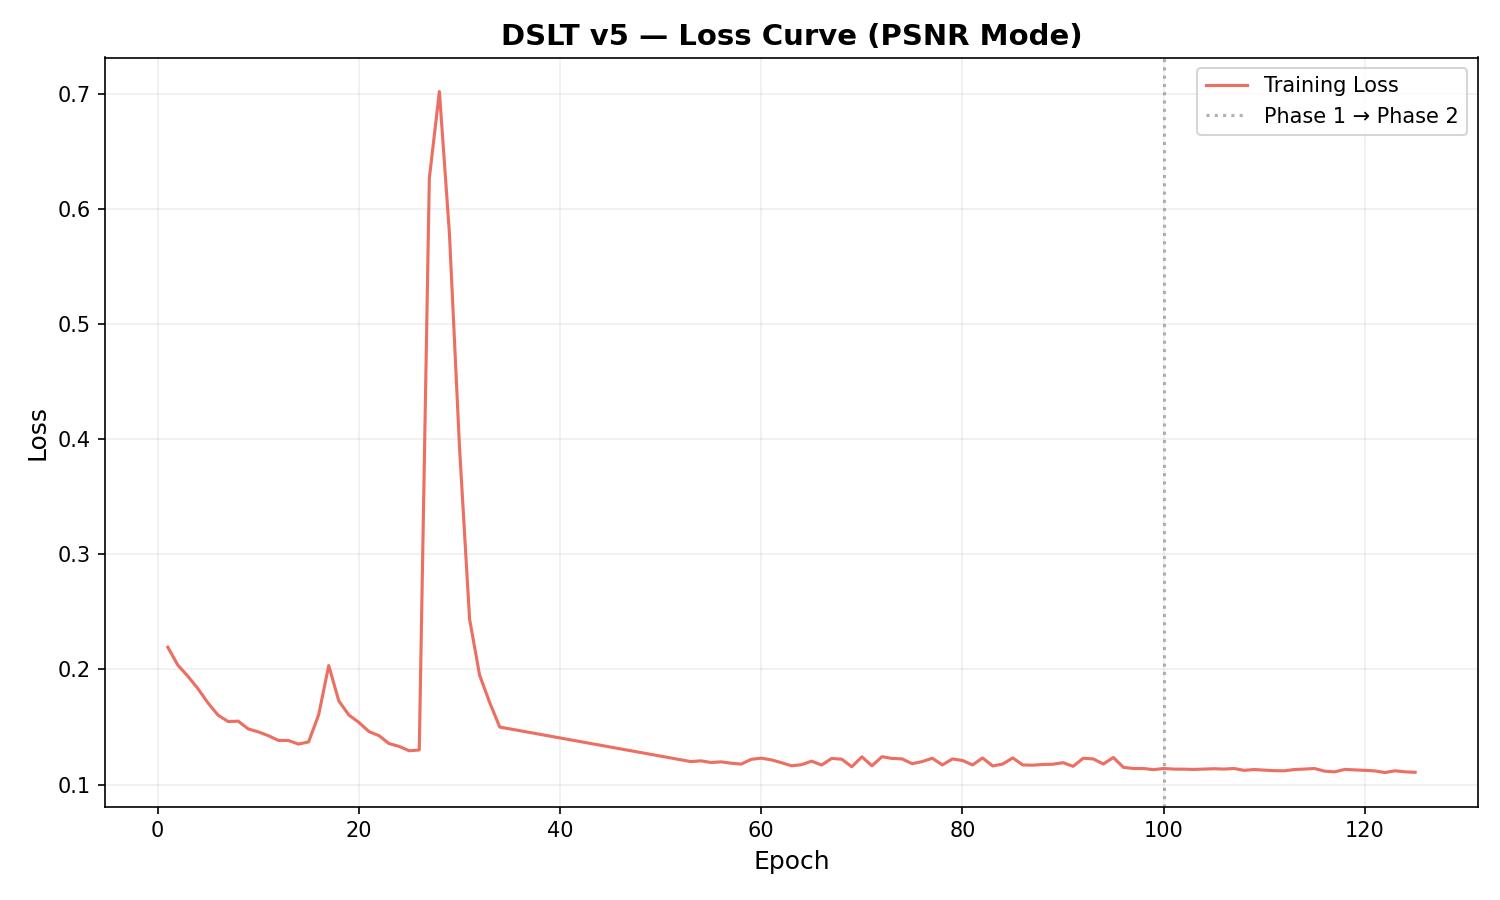 DSLT v5 — Loss Curve (PSNR Mode)
Training Loss
Phase 1 → Phase 2
0.7
0.6
0.5
0.4
0.3
0.2
0.1
Loss
0 20 40 60 80 100 120
Epoch